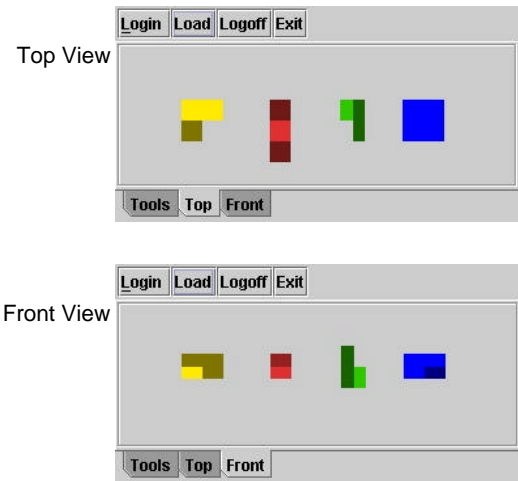 Login Load Logoff Exit
Top View
Tools Top Front
Login Load Logoff Exit
Front View
Tools Top Front